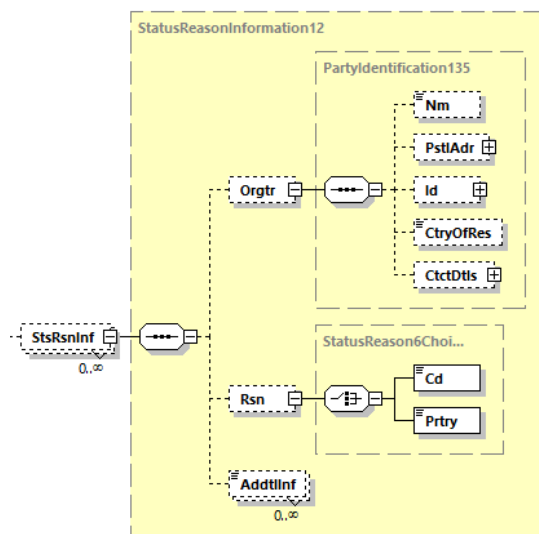 StatusReasonInformation12
PartyIdentification135
Nm
PstlAdr
Orgtr
Id
CtryOfRes
CtctDtls
StsRsnInf
0..∞
StatusReason6Choi...
Cd
Rsn
Prtry
AddtlInf
0..∞